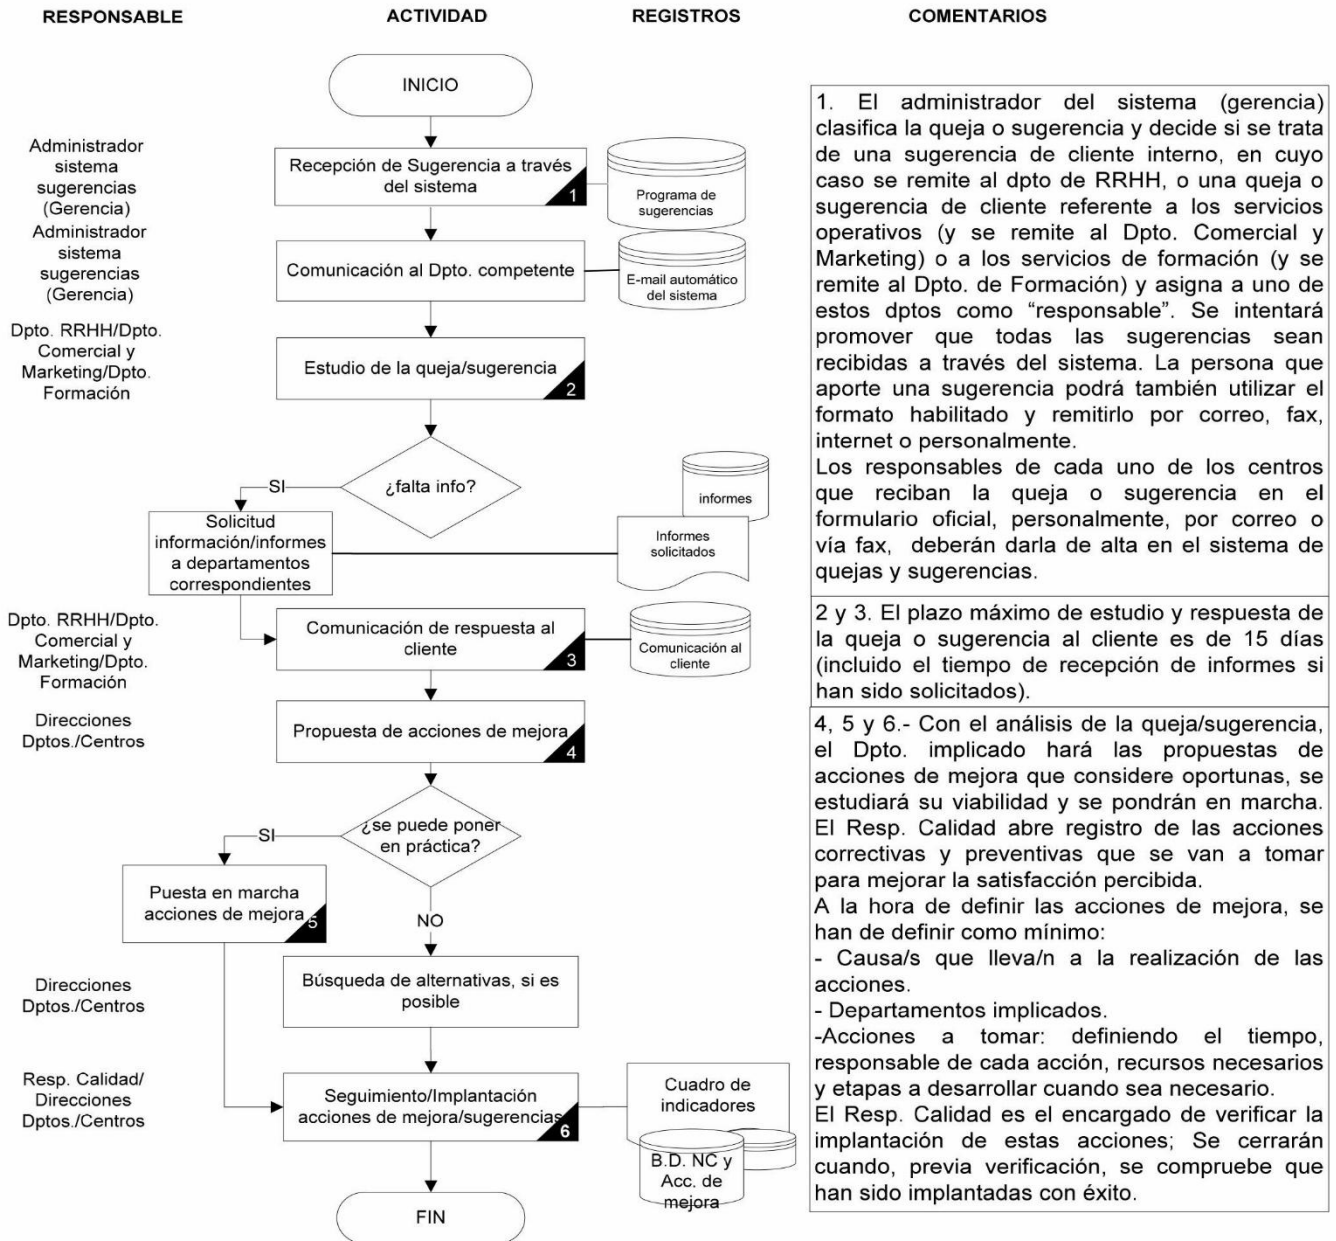 RESPONSABLE
ACTIVIDAD
REGISTROS
COMENTARIOS
INICIO
Administrador
sistema
sugerencias
(Gerencia)
Recepción de Sugerencia a través
del sistema
1
Programa de
sugerencias
Administrador
sistema
sugerencias
(Gerencia)
Comunicación al Dpto. competente
E-mail automático
del sistema
Dpto. RRHH/Dpto.
Comercial y
Marketing/Dpto.
Formación
Estudio de la queja/sugerencia
2
¿falta info?
SI
informes
Solicitud
información/informes
a departamentos
correspondientes
Informes
solicitados
Dpto. RRHH/Dpto.
Comercial y
Marketing/Dpto.
Formación
Comunicación de respuesta al
cliente
3
Comunicación al
cliente
Direcciones
Dptos./Centros
Propuesta de acciones de mejora
4
¿se puede poner
en práctica?
SI
Puesta en marcha
acciones de mejora
5
NO
Direcciones
Dptos./Centros
Búsqueda de alternativas, si es
posible
Resp. Calidad/
Direcciones
Dptos./Centros
Seguimiento/Implantación
acciones de mejora/sugerencias
6
Cuadro de
indicadores
B.D. NC y
Acc. de
mejora
FIN
1. El administrador del sistema (gerencia)
clasifica la queja o sugerencia y decide si se trata
de una sugerencia de cliente interno, en cuyo
caso se remite al dpto de RRHH, o una queja o
sugerencia de cliente referente a los servicios
operativos (y se remite al Dpto. Comercial y
Marketing) o a los servicios de formación (y se
remite al Dpto. de Formación) y asigna a uno de
estos dptos como “responsable”. Se intentará
promover que todas las sugerencias sean
recibidas a través del sistema. La persona que
aporte una sugerencia podrá también utilizar el
formato habilitado y remitirlo por correo, fax,
internet o personalmente.
Los responsables de cada uno de los centros
que reciban la queja o sugerencia en el
formulario oficial, personalmente, por correo o
vía fax, deberán darla de alta en el sistema de
quejas y sugerencias.
2 y 3. El plazo máximo de estudio y respuesta de
la queja o sugerencia al cliente es de 15 días
(incluido el tiempo de recepción de informes si
han sido solicitados).
4, 5 y 6.- Con el análisis de la queja/sugerencia,
el Dpto. implicado hará las propuestas de
acciones de mejora que considere oportunas, se
estudiará su viabilidad y se pondrán en marcha.
El Resp. Calidad abre registro de las acciones
correctivas y preventivas que se van a tomar
para mejorar la satisfacción percibida.
A la hora de definir las acciones de mejora, se
han de definir como mínimo:
- Causa/s que lleva/n a la realización de las
acciones.
- Departamentos implicados.
-Acciones a tomar: definiendo el tiempo,
responsable de cada acción, recursos necesarios
y etapas a desarrollar cuando sea necesario.
El Resp. Calidad es el encargado de verificar la
implantación de estas acciones; Se cerrarán
cuando, previa verificación, se compruebe que
han sido implantadas con éxito.